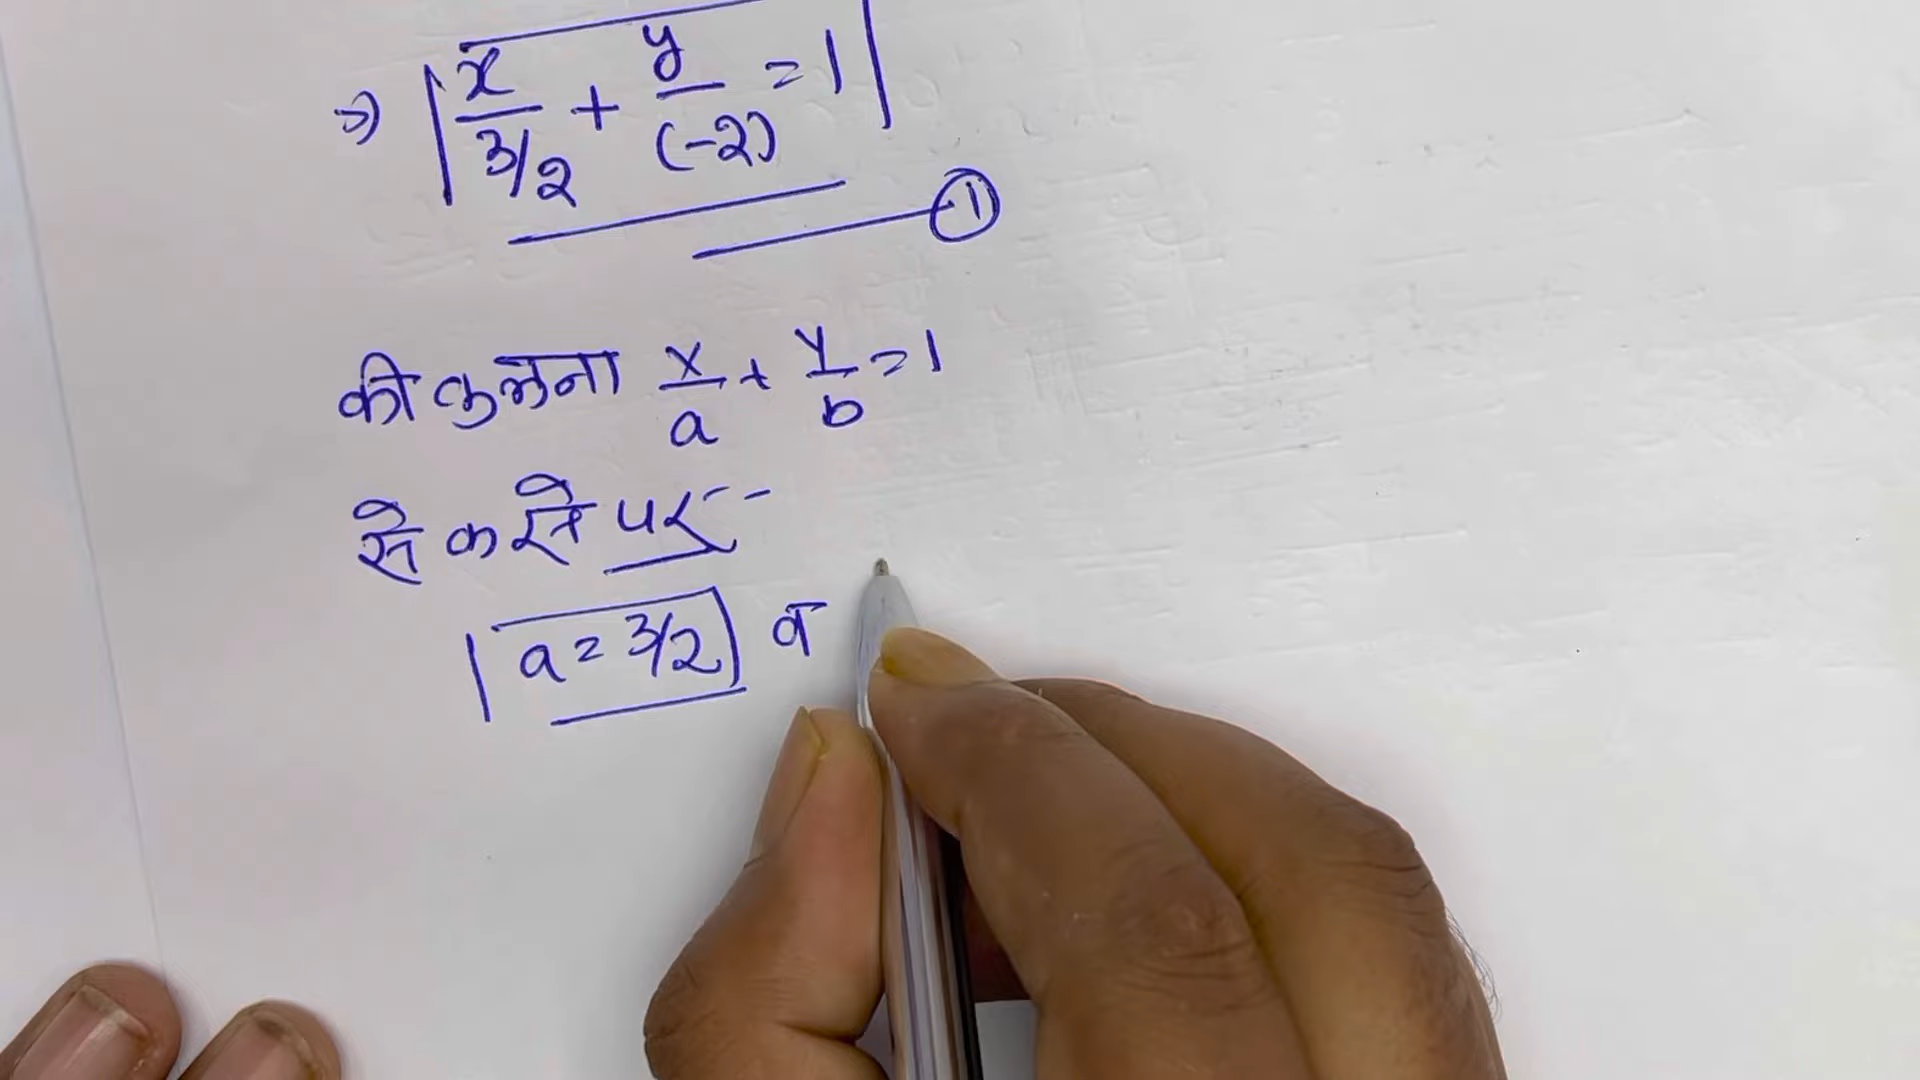 ⇒ x/(3/2) + y/(-2) = 1
①
की तुलना x/a + y/b = 1
से करने पर --
a = 3/2 व